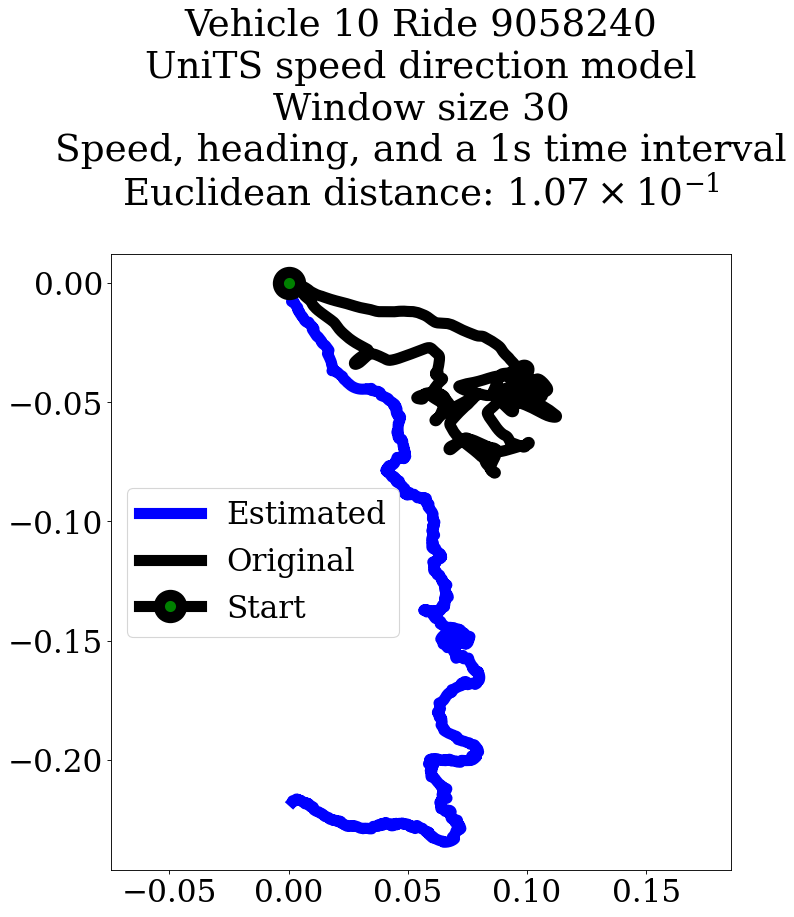 Vehicle 10 Ride 9058240
UniTS speed direction model
Window size 30
Speed, heading, and a 1s time interval
Euclidean distance: 1.07 × 10⁻¹
0.00
−0.05
−0.10
−0.15
−0.20
Estimated
Original
Start
−0.05 0.00 0.05 0.10 0.15